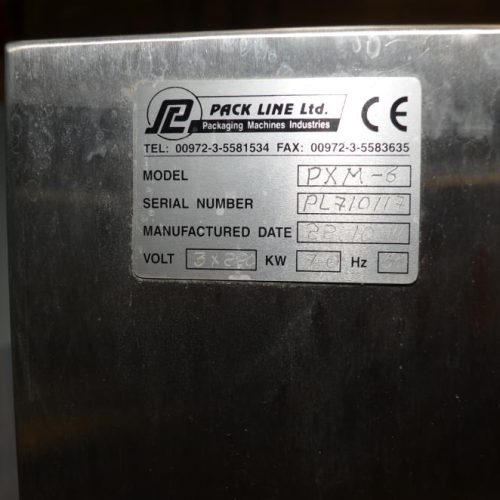 PL PACK LINE Ltd. CE
Packaging Machines Industries
TEL: 00972-3-5581534 FAX: 00972-3-5583635
MODEL PXM-6
SERIAL NUMBER PL710117
MANUFACTURED DATE
VOLT KW Hz